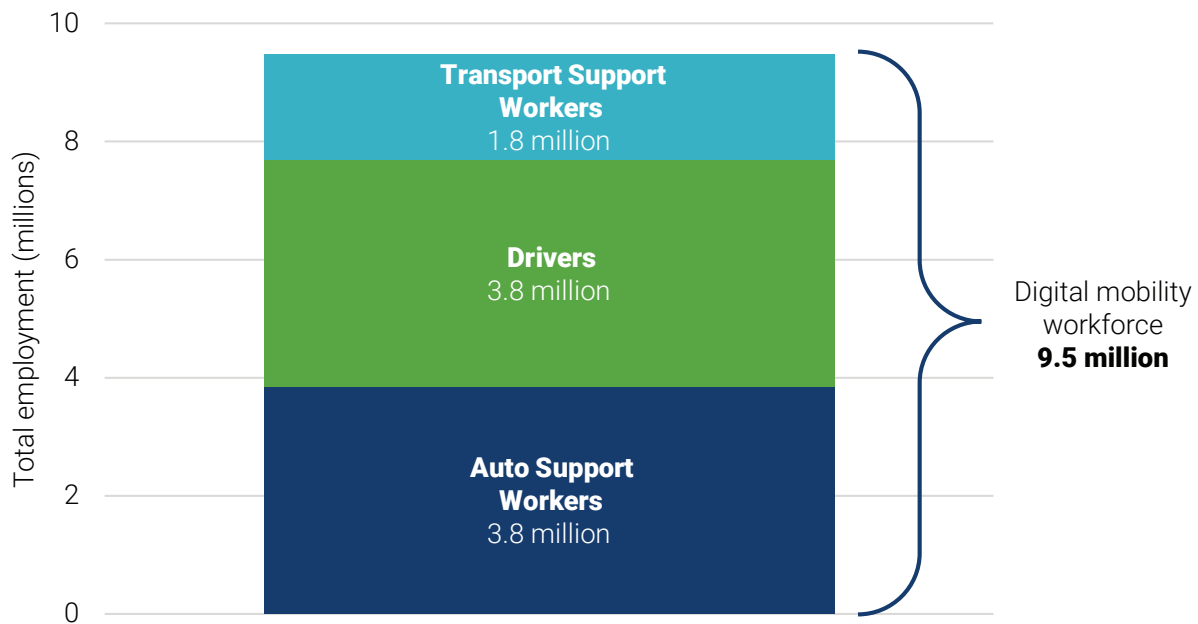 Total employment (millions)
10
8
6
4
2
0
Transport Support
Workers
1.8 million
Drivers
3.8 million
Auto Support
Workers
3.8 million
Digital mobility
workforce
9.5 million